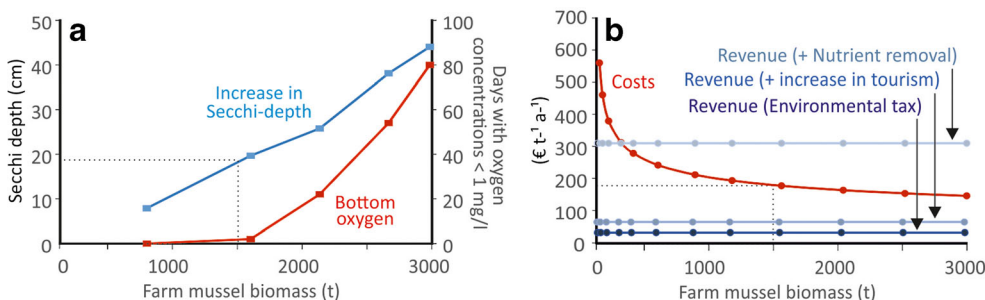 a
Secchi depth (cm)
50
40
30
20
10
0
Increase in
Secchi-depth
Bottom
oxygen
100
80
60
40
20
0
Days with oxygen
concentrations < 1 mg/l
0
1000
2000
3000
Farm mussel biomass (t)
b
(€ t-¹ a-¹)
700
600
500
400
300
200
100
0
Costs
Revenue (+ Nutrient removal)
Revenue (+ increase in tourism)
Revenue (Environmental tax)
0
1000
2000
3000
Farm mussel biomass (t)